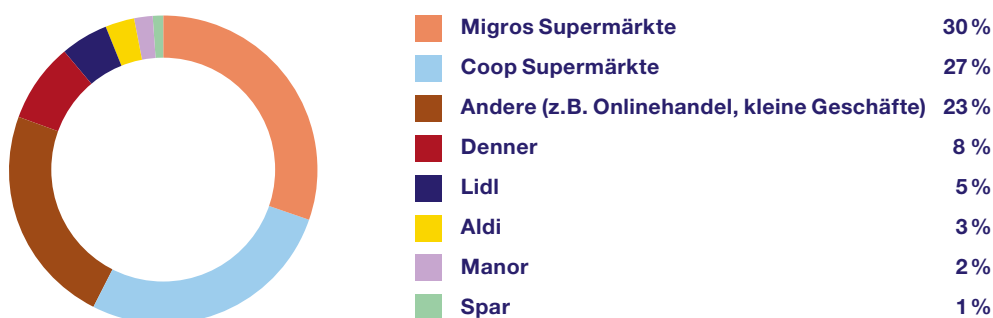 Migros Supermärkte 30 %
Coop Supermärkte 27 %
Andere (z.B. Onlinehandel, kleine Geschäfte) 23 %
Denner 8 %
Lidl 5 %
Aldi 3 %
Manor 2 %
Spar 1 %